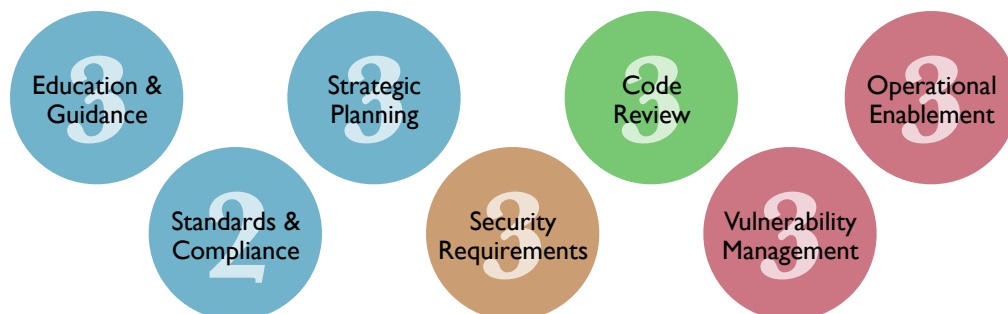 3
Education &
Guidance
3
Strategic
Planning
3
Code
Review
3
Operational
Enablement
2
Standards &
Compliance
3
Security
Requirements
3
Vulnerability
Management